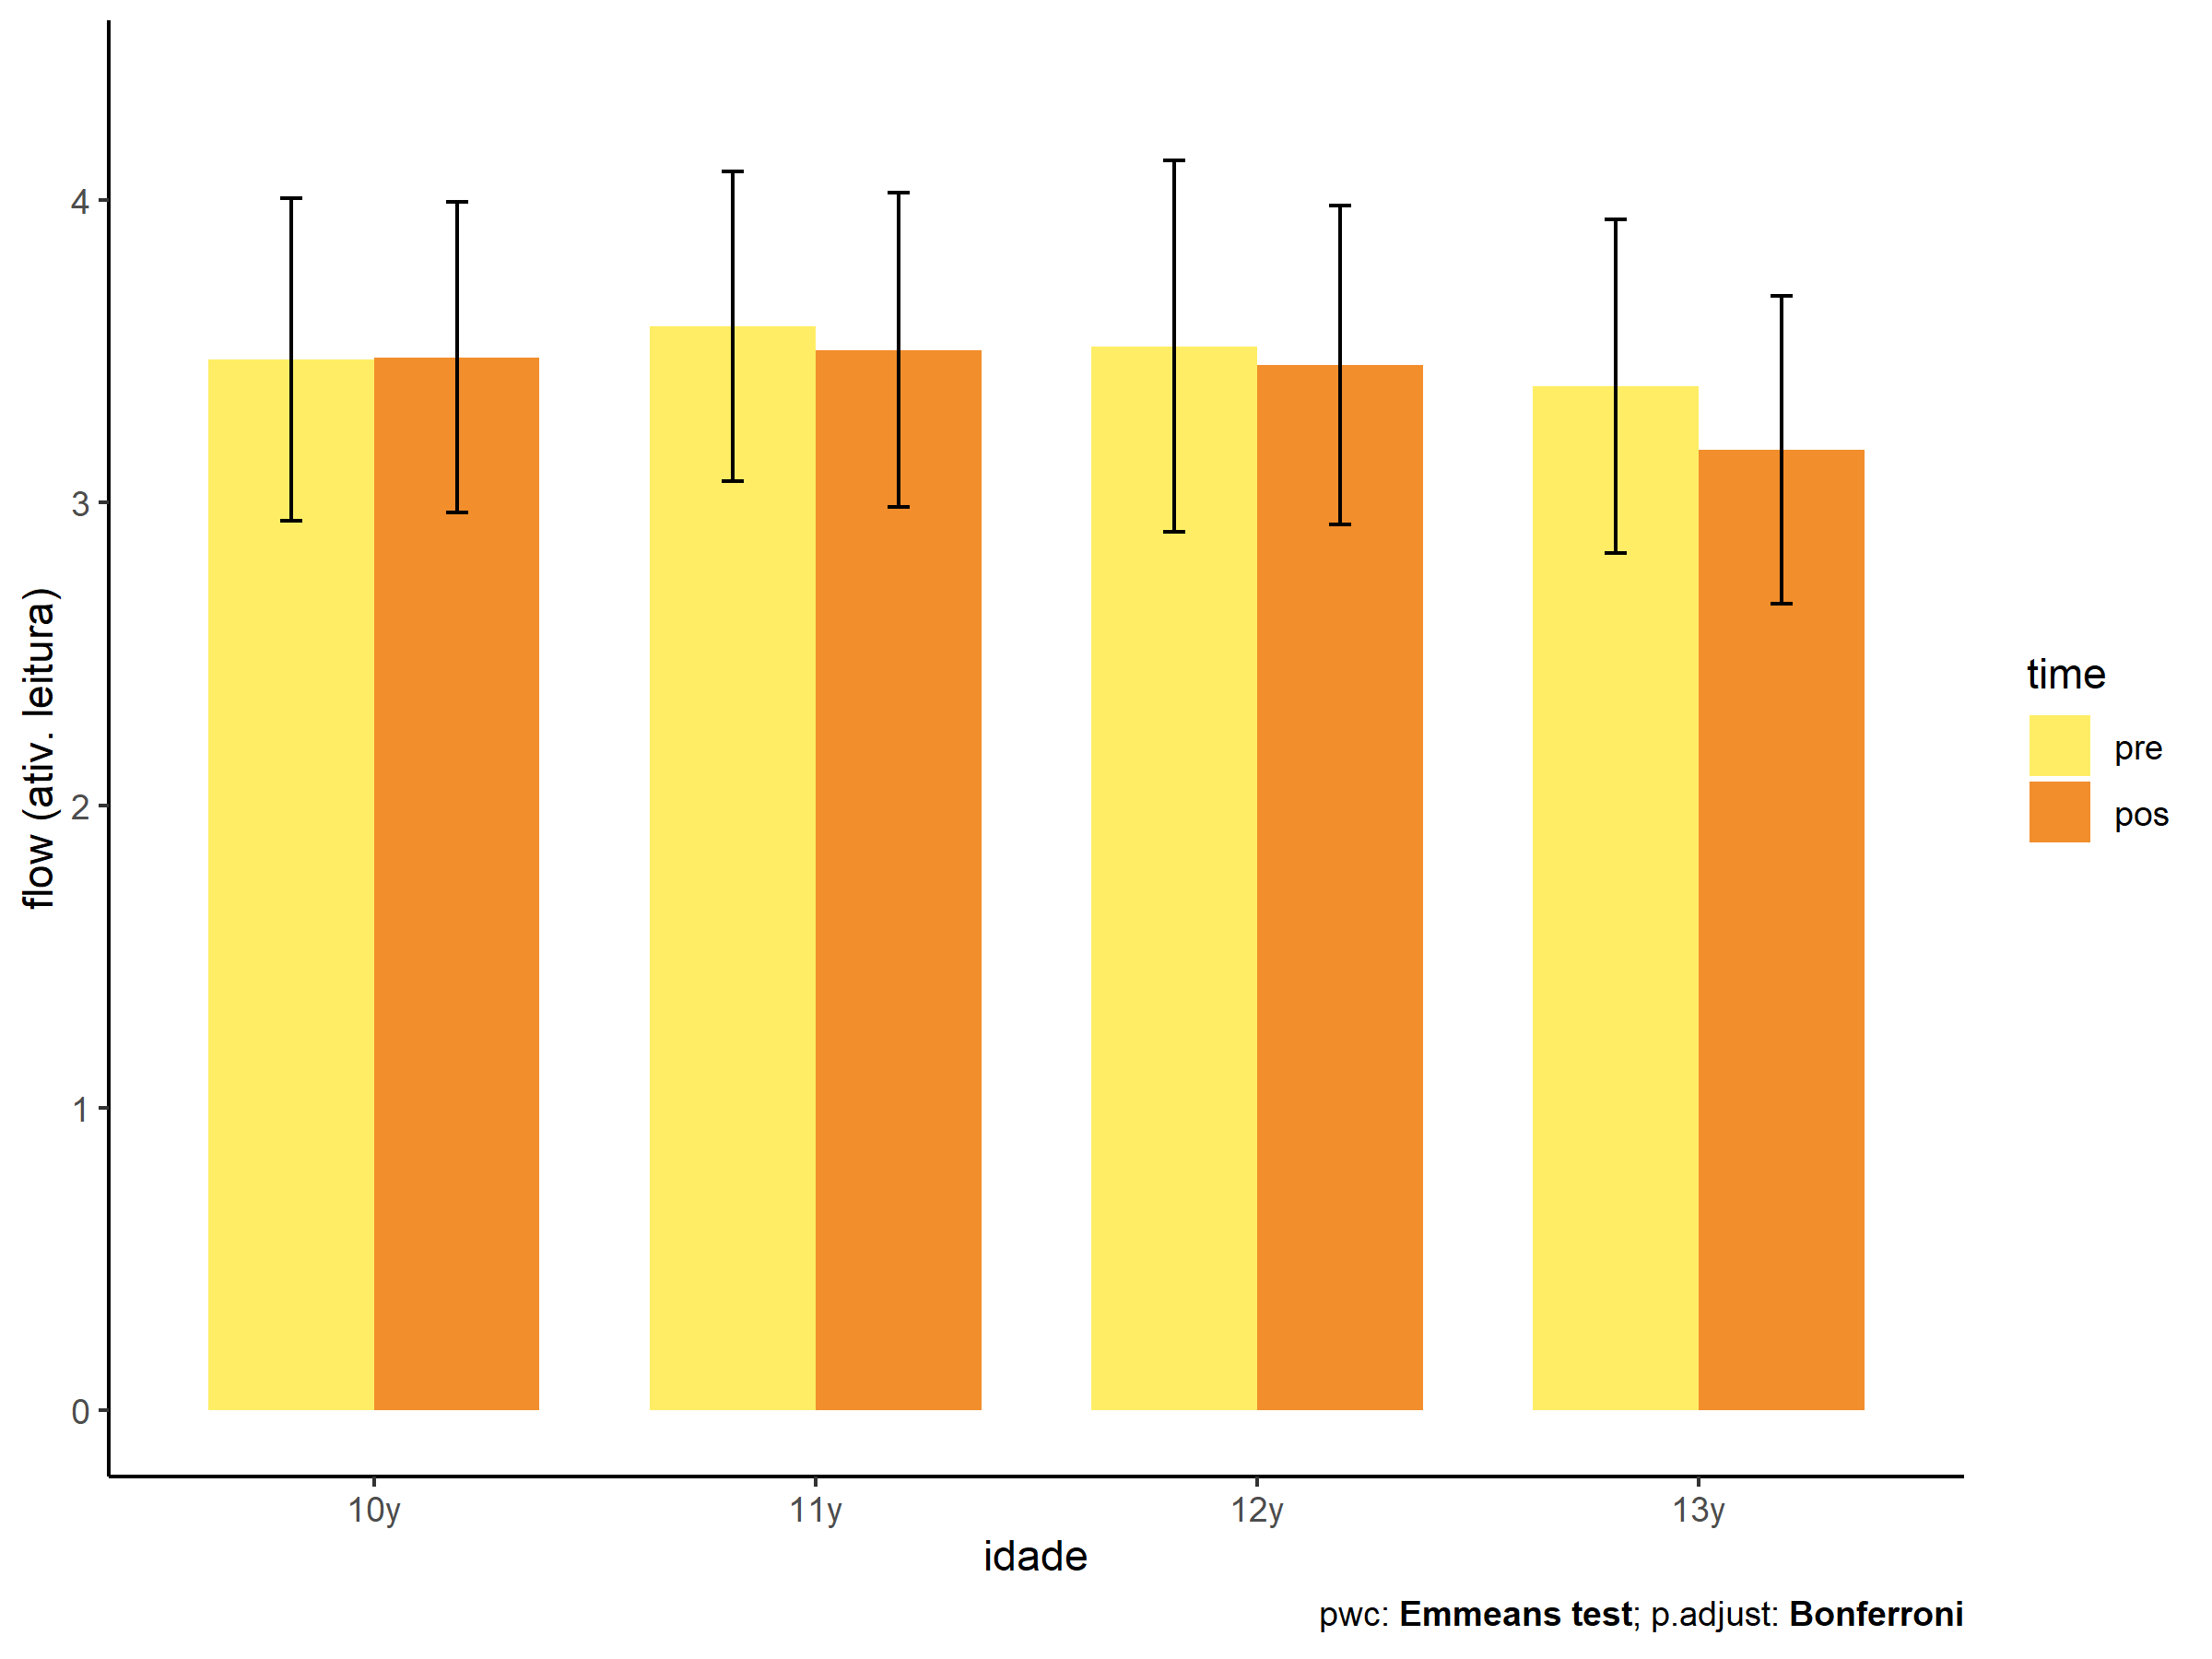 flow (ativ. leitura)
4
3
2
1
0
10y 11y 12y 13y
idade
time
pre
pos
pwc: Emmeans test; p.adjust: Bonferroni